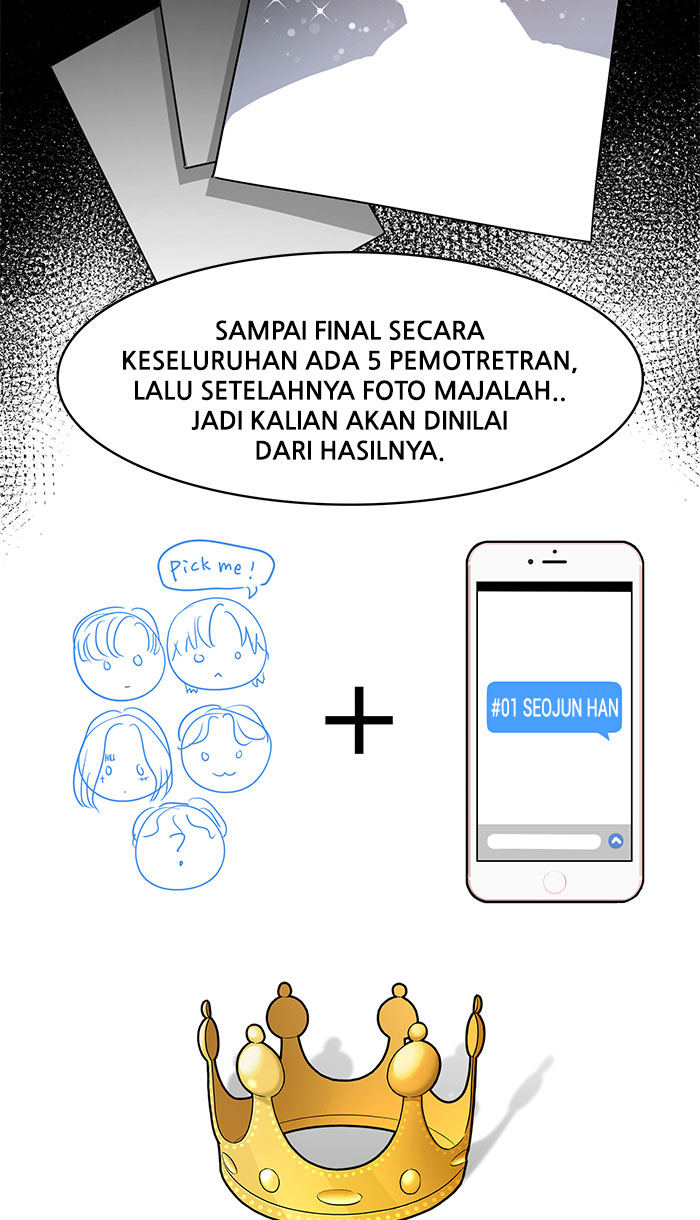 SAMPAI FINAL SECARA
KESELURUHAN ADA 5 PEMOTRETRAN,
LALU SETELAHNYA FOTO MAJALAH..
JADI KALIAN AKAN DINILAI
DARI HASILNYA.
Pick me!
+
#01 SEOJUN HAN
?